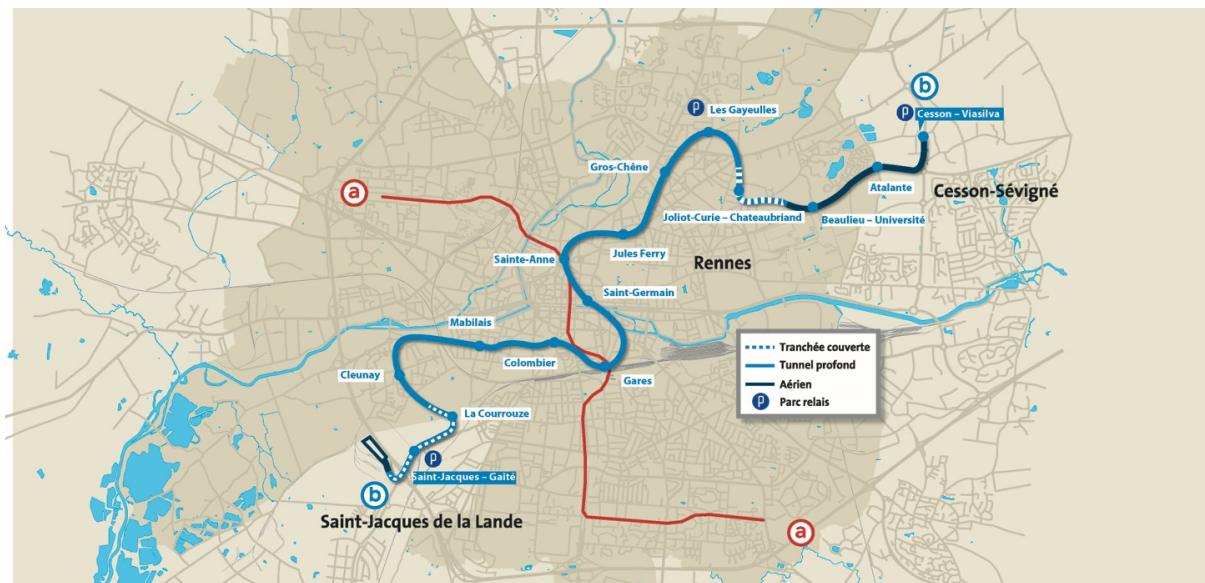 b
Les Gayeulles
Cesson – Viasilva
Gros-Chêne
a
Atalante
Cesson-Sévigné
Joliot-Curie – Chateaubriand
Beaulieu – Université
Jules Ferry
Sainte-Anne
Rennes
Saint-Germain
Mabilais
Colombier
Cleunay
Gares
La Courrouze
Saint-Jacques – Gaité
b
Saint-Jacques de la Lande
a
Tranchée couverte
Tunnel profond
Aérien
P Parc relais
P
P
P